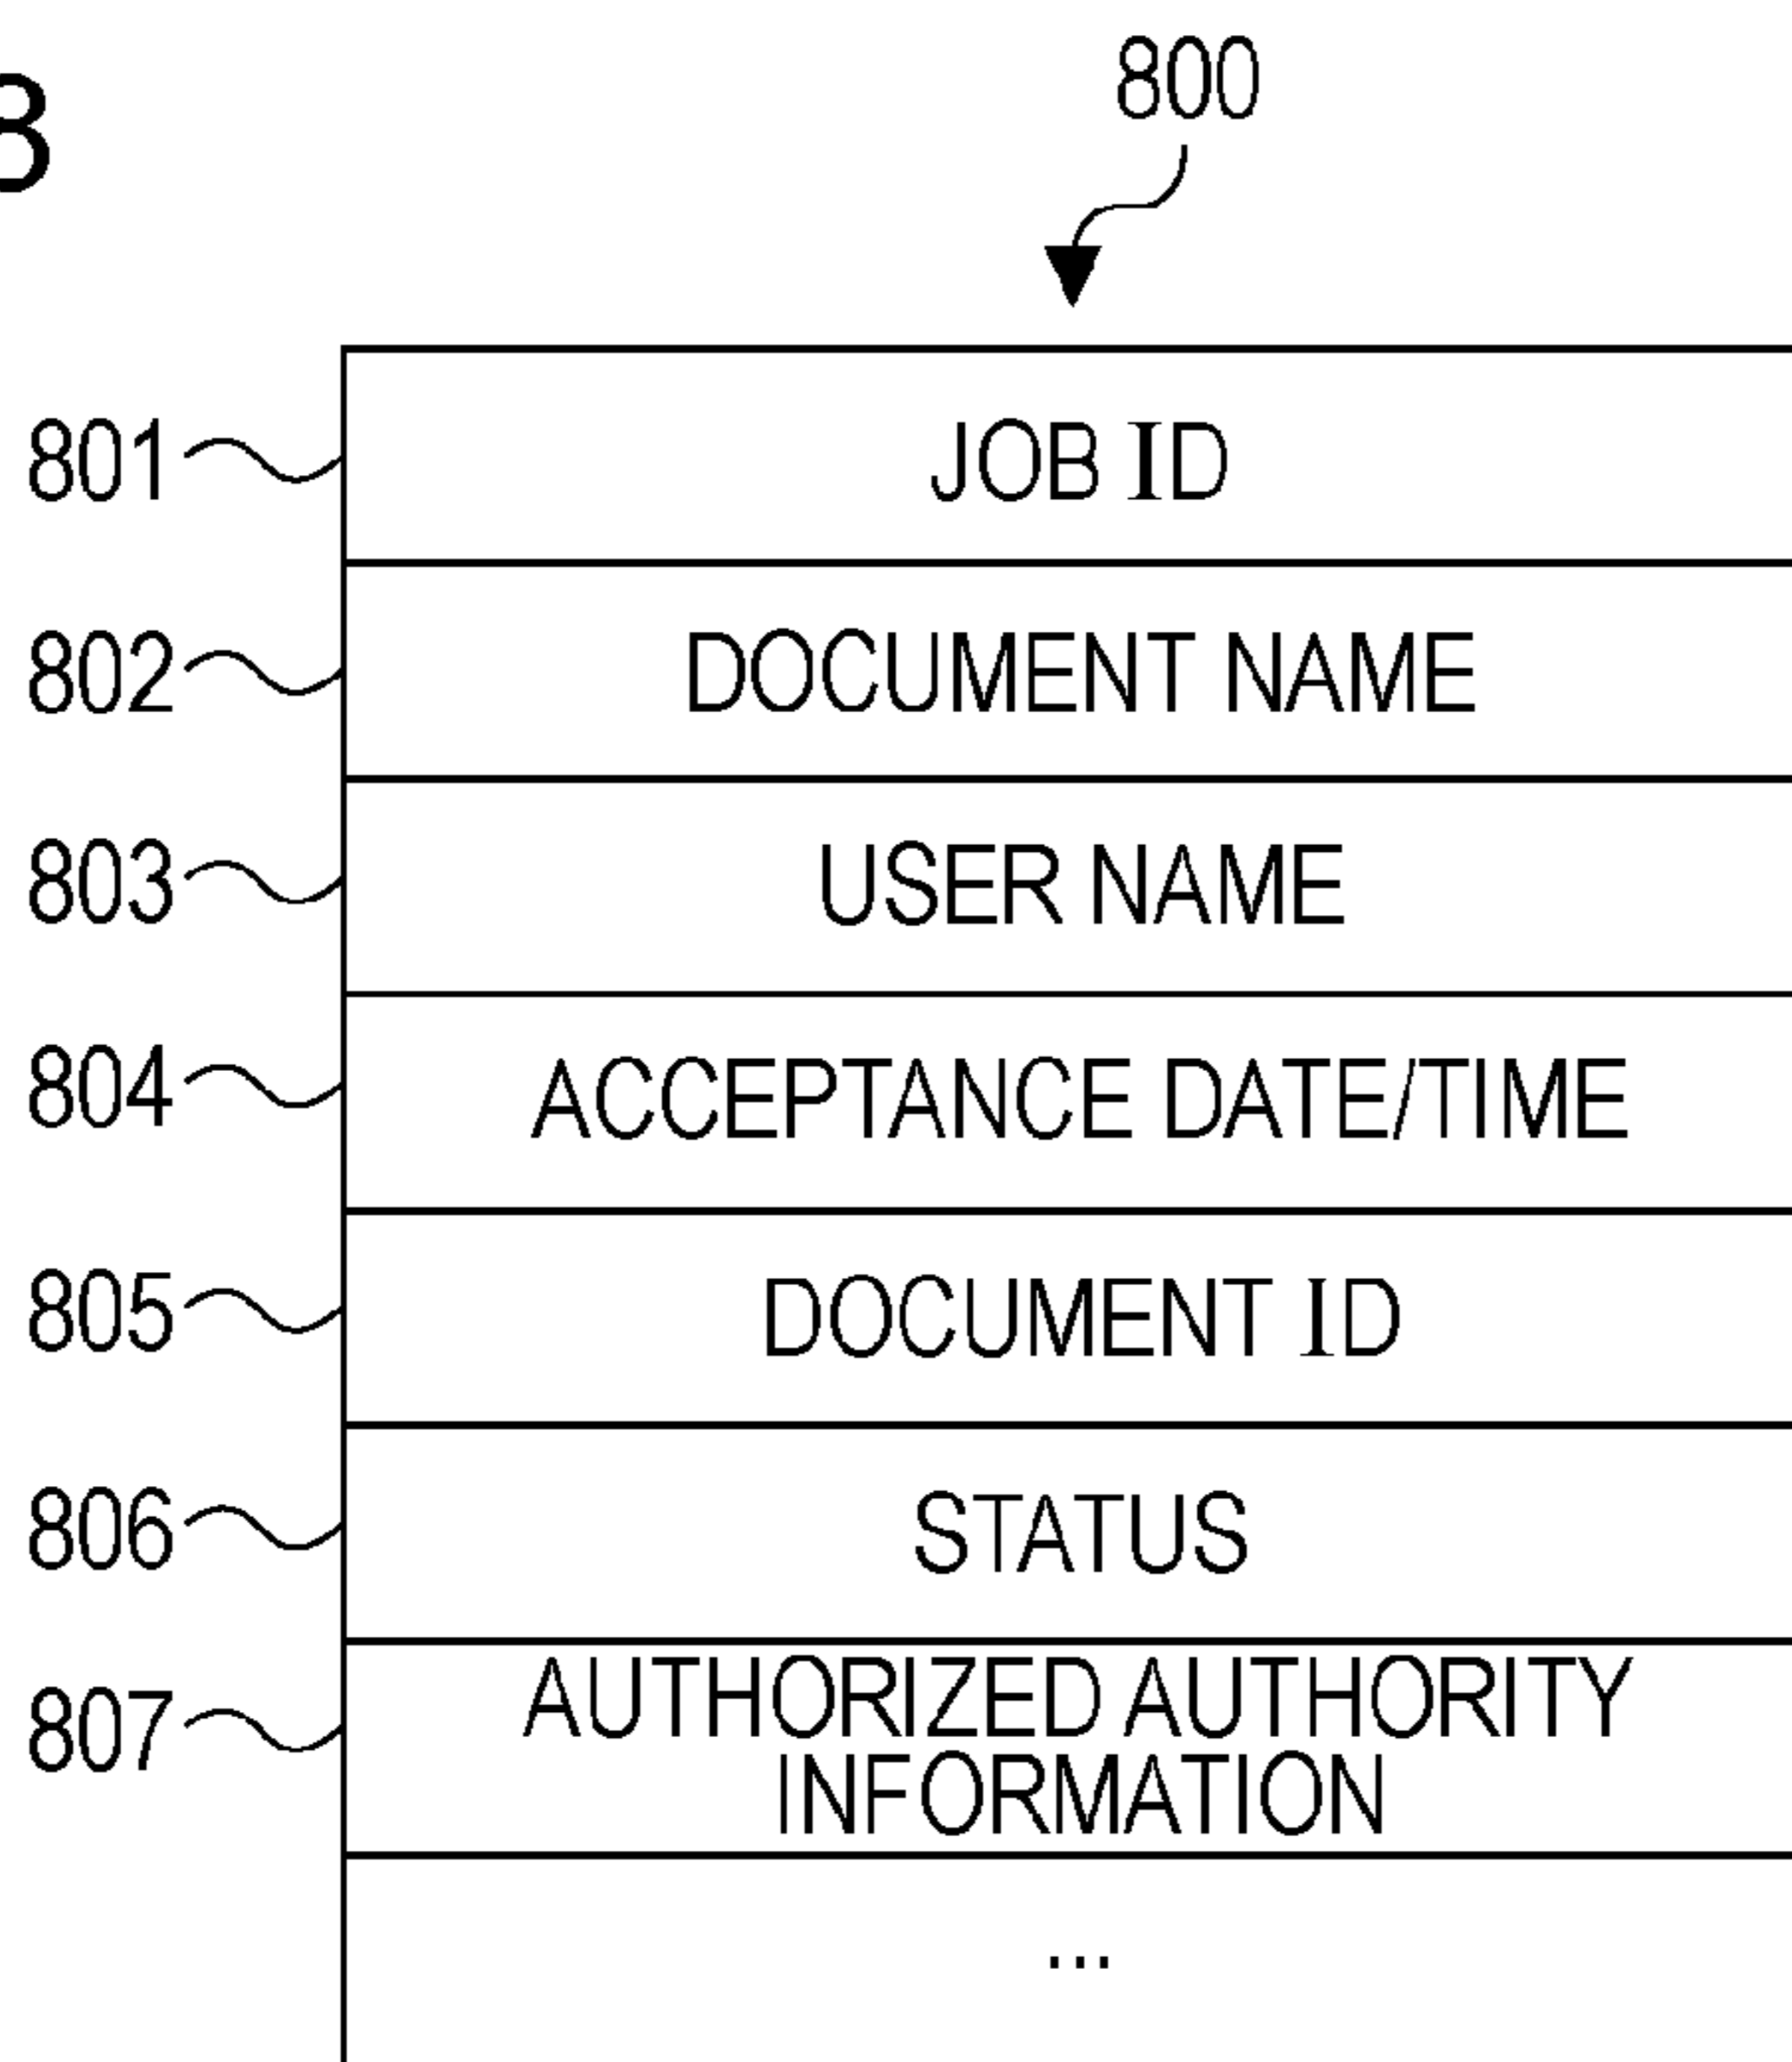 8
800
801 JOB ID
802 DOCUMENT NAME
803 USER NAME
804 ACCEPTANCE DATE/TIME
805 DOCUMENT ID
806 STATUS
807 AUTHORIZED AUTHORITY
INFORMATION
...